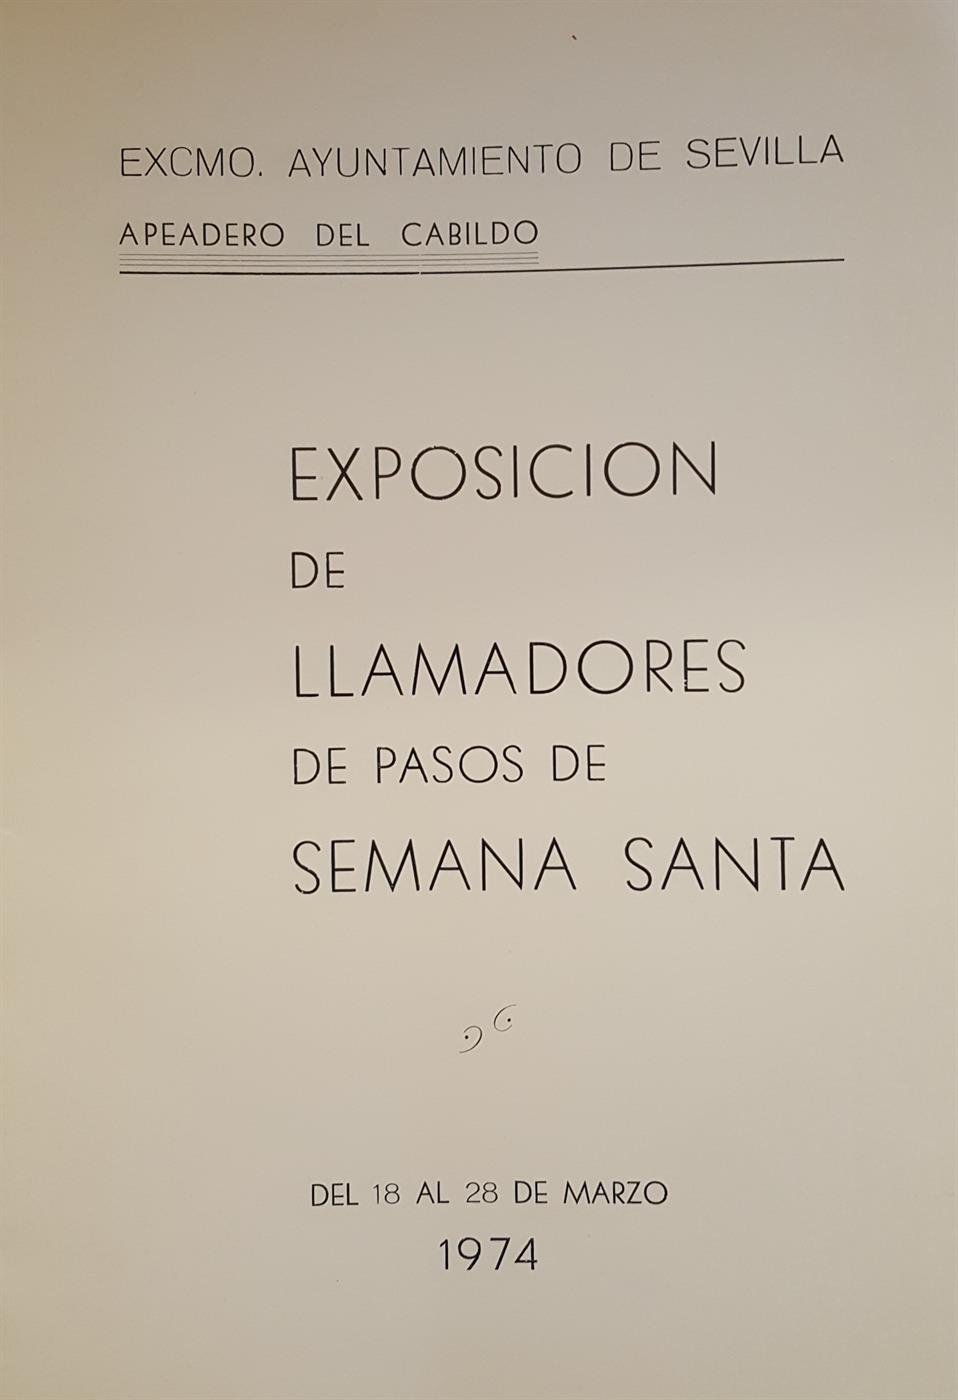 EXCMO. AYUNTAMIENTO DE SEVILLA
APEADERO DEL CABILDO
EXPOSICION
DE
LLAMADORES
DE PASOS DE
SEMANA SANTA
DEL 18 AL 28 DE MARZO
1974